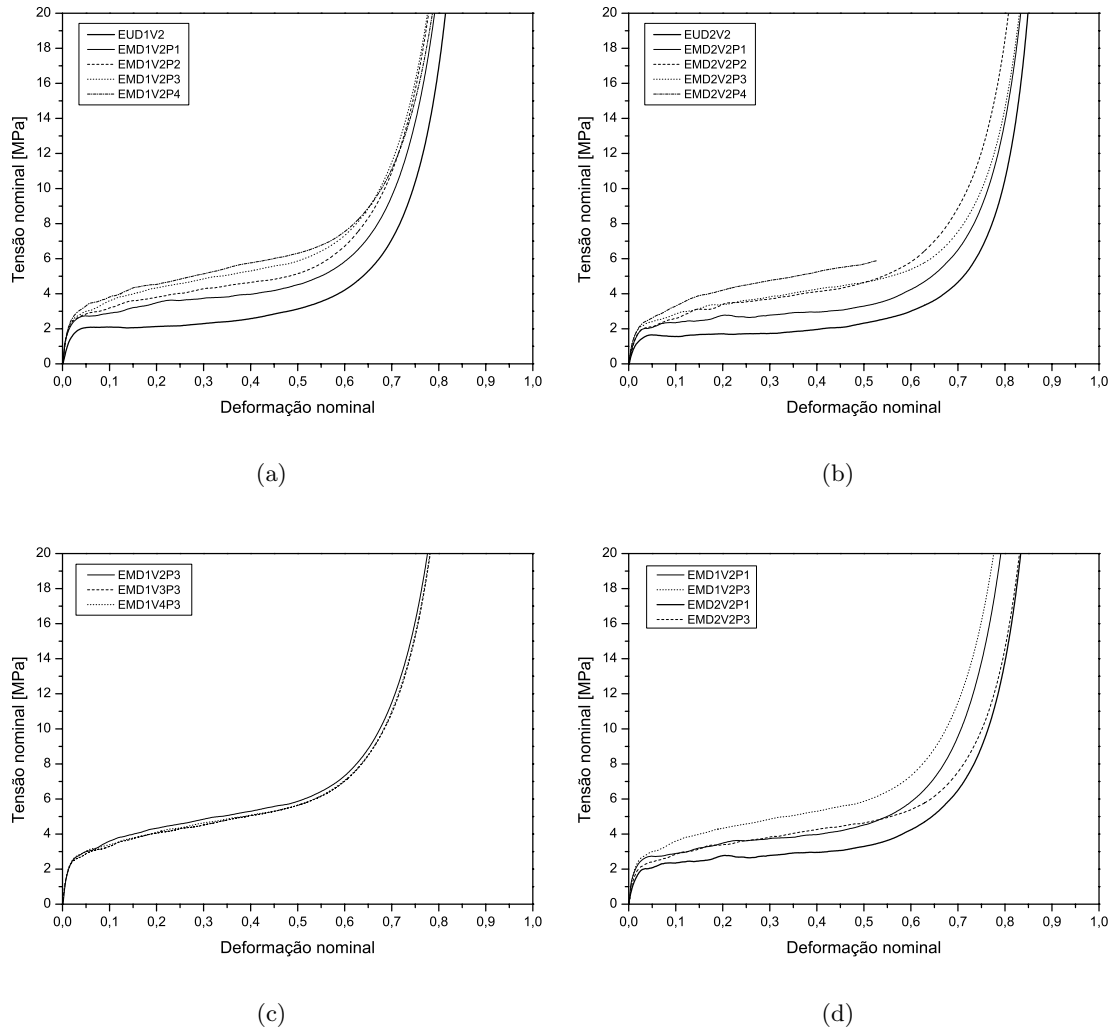 EUD1V2
EMD1V2P1
EMD1V2P2
EMD1V2P3
EMD1V2P4
Tensão nominal [MPa]
20
18
16
14
12
10
8
6
4
2
0
0,0 0,1 0,2 0,3 0,4 0,5 0,6 0,7 0,8 0,9 1,0
Deformação nominal
(a)
EUD2V2
EMD2V2P1
EMD2V2P2
EMD2V2P3
EMD2V2P4
Tensão nominal [MPa]
20
18
16
14
12
10
8
6
4
2
0
0,0 0,1 0,2 0,3 0,4 0,5 0,6 0,7 0,8 0,9 1,0
Deformação nominal
(b)
EMD1V2P3
EMD1V3P3
EMD1V4P3
Tensão nominal [MPa]
20
18
16
14
12
10
8
6
4
2
0
0,0 0,1 0,2 0,3 0,4 0,5 0,6 0,7 0,8 0,9 1,0
Deformação nominal
(c)
EMD1V2P1
EMD1V2P3
EMD2V2P1
EMD2V2P3
Tensão nominal [MPa]
20
18
16
14
12
10
8
6
4
2
0
0,0 0,1 0,2 0,3 0,4 0,5 0,6 0,7 0,8 0,9 1,0
Deformação nominal
(d)